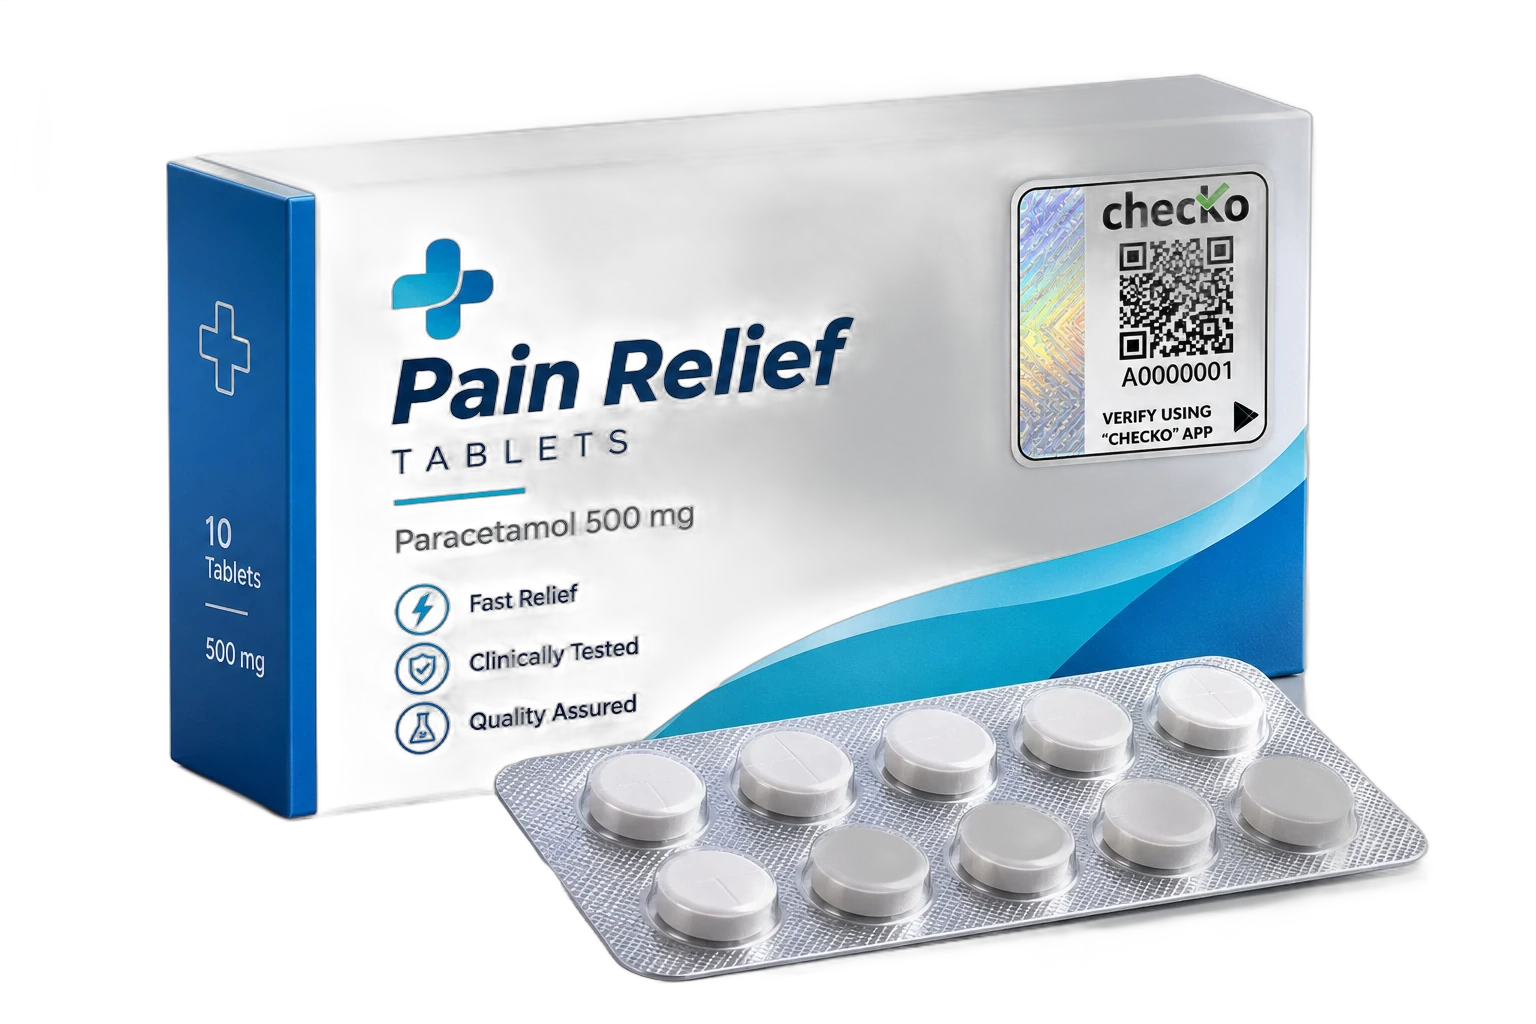 Pain Relief
TABLETS
Paracetamol 500 mg
Fast Relief
Clinically Tested
Quality Assured
10
Tablets
500 mg
checko
A0000001
VERIFY USING
“CHECKO” APP